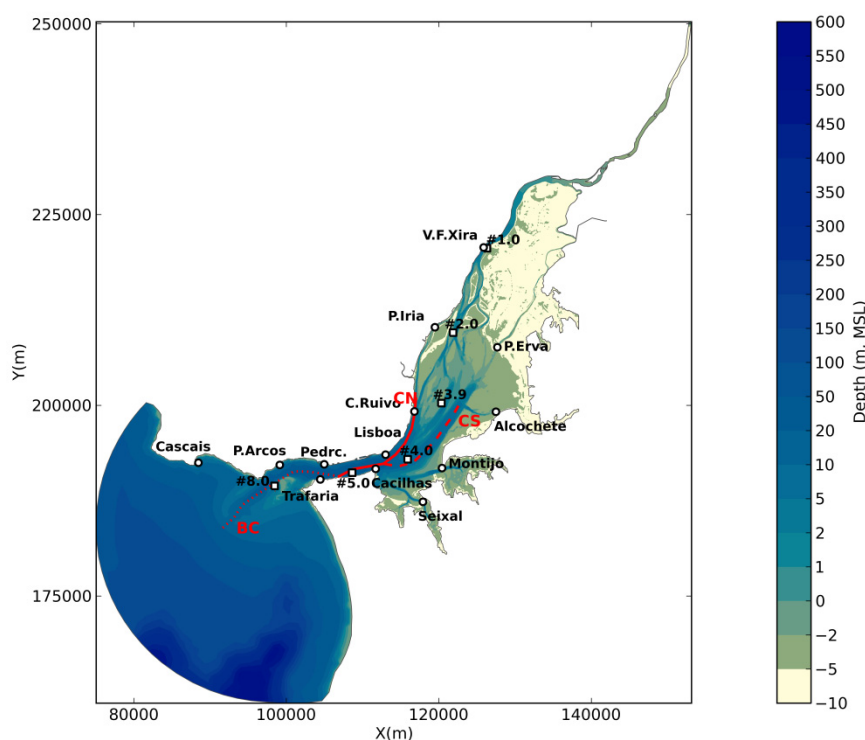 250000
225000
200000
175000
Y(m)
80000
100000
120000
140000
X(m)
V.F.Xira
#1.0
P.Iria
#2.0
P.Erva
CN
#3.9
C.Ruivo
CS
Alcochete
Lisboa
Cascais
P.Arcos
Pedrc.
#4.0
Montijo
#8.0
Trafaria
#5.0
Cacilhas
Seixal
BC
600
550
500
450
400
350
300
250
200
150
100
50
20
10
5
2
1
0
−2
−5
−10
Depth (m, MSL)